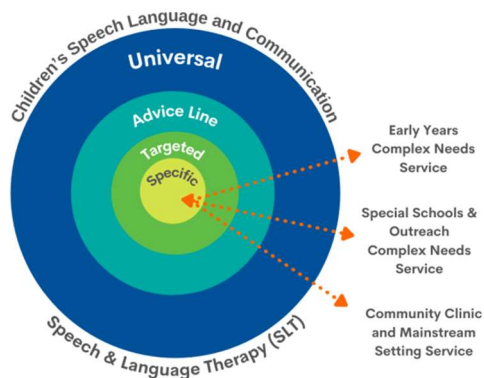 Children's Speech Language and Communication
Universal
Advice Line
Targeted
Specific
Early Years
Complex Needs
Service
Special Schools &
Outreach
Complex Needs
Service
Community Clinic
and Mainstream
Setting Service
Speech & Language Therapy (SLT)